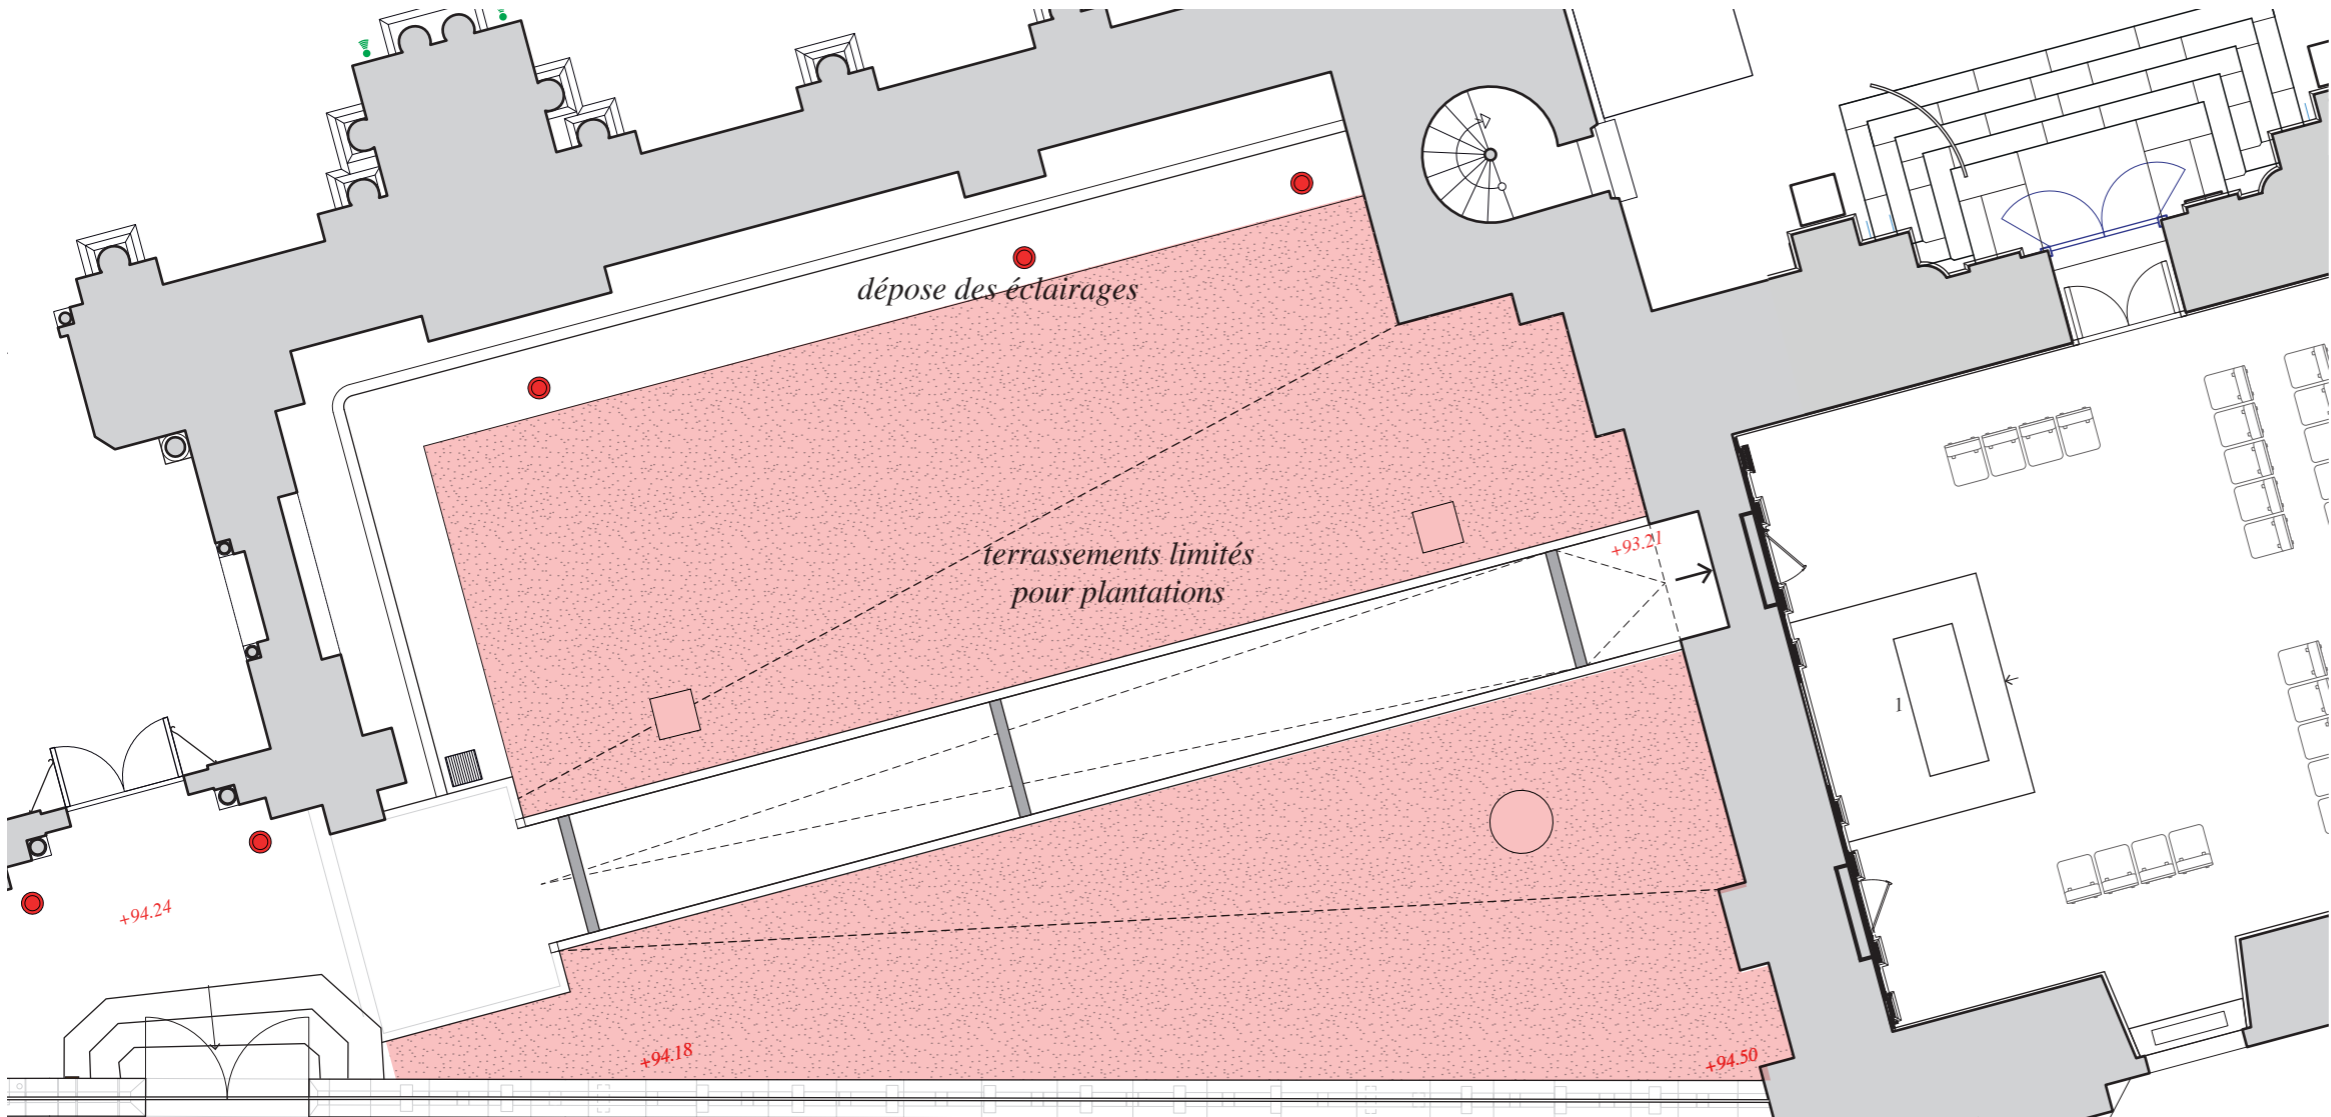 dépose des éclairages
+93.21
terrassements limités
pour plantations
1
+94.24
+94.18
+94.50